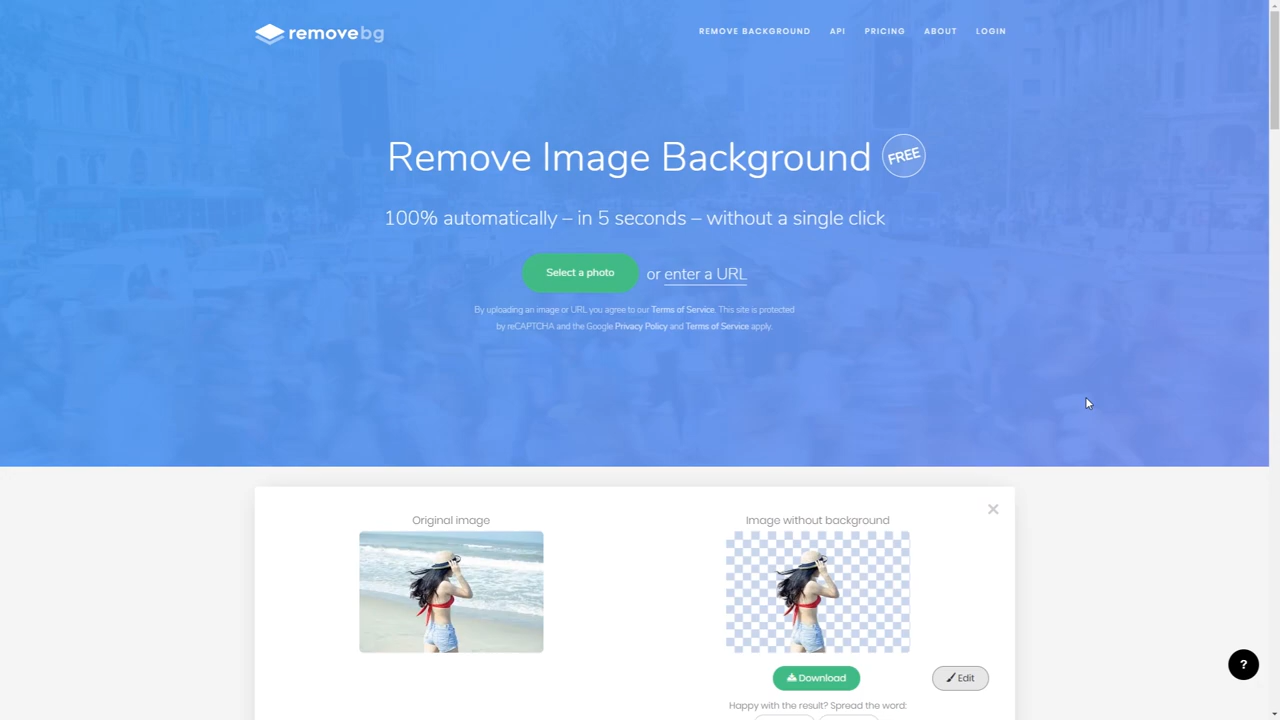 removebg
REMOVE BACKGROUND API PRICING ABOUT LOGIN
Remove Image Background FREE
100% automatically – in 5 seconds – without a single click
Select a photo or enter a URL
By uploading an image or URL you agree to our Terms of Service. This site is protected
by reCAPTCHA and the Google Privacy Policy and Terms of Service apply.
Original image
Image without background
Download
Edit
Happy with the result? Spread the word:
?